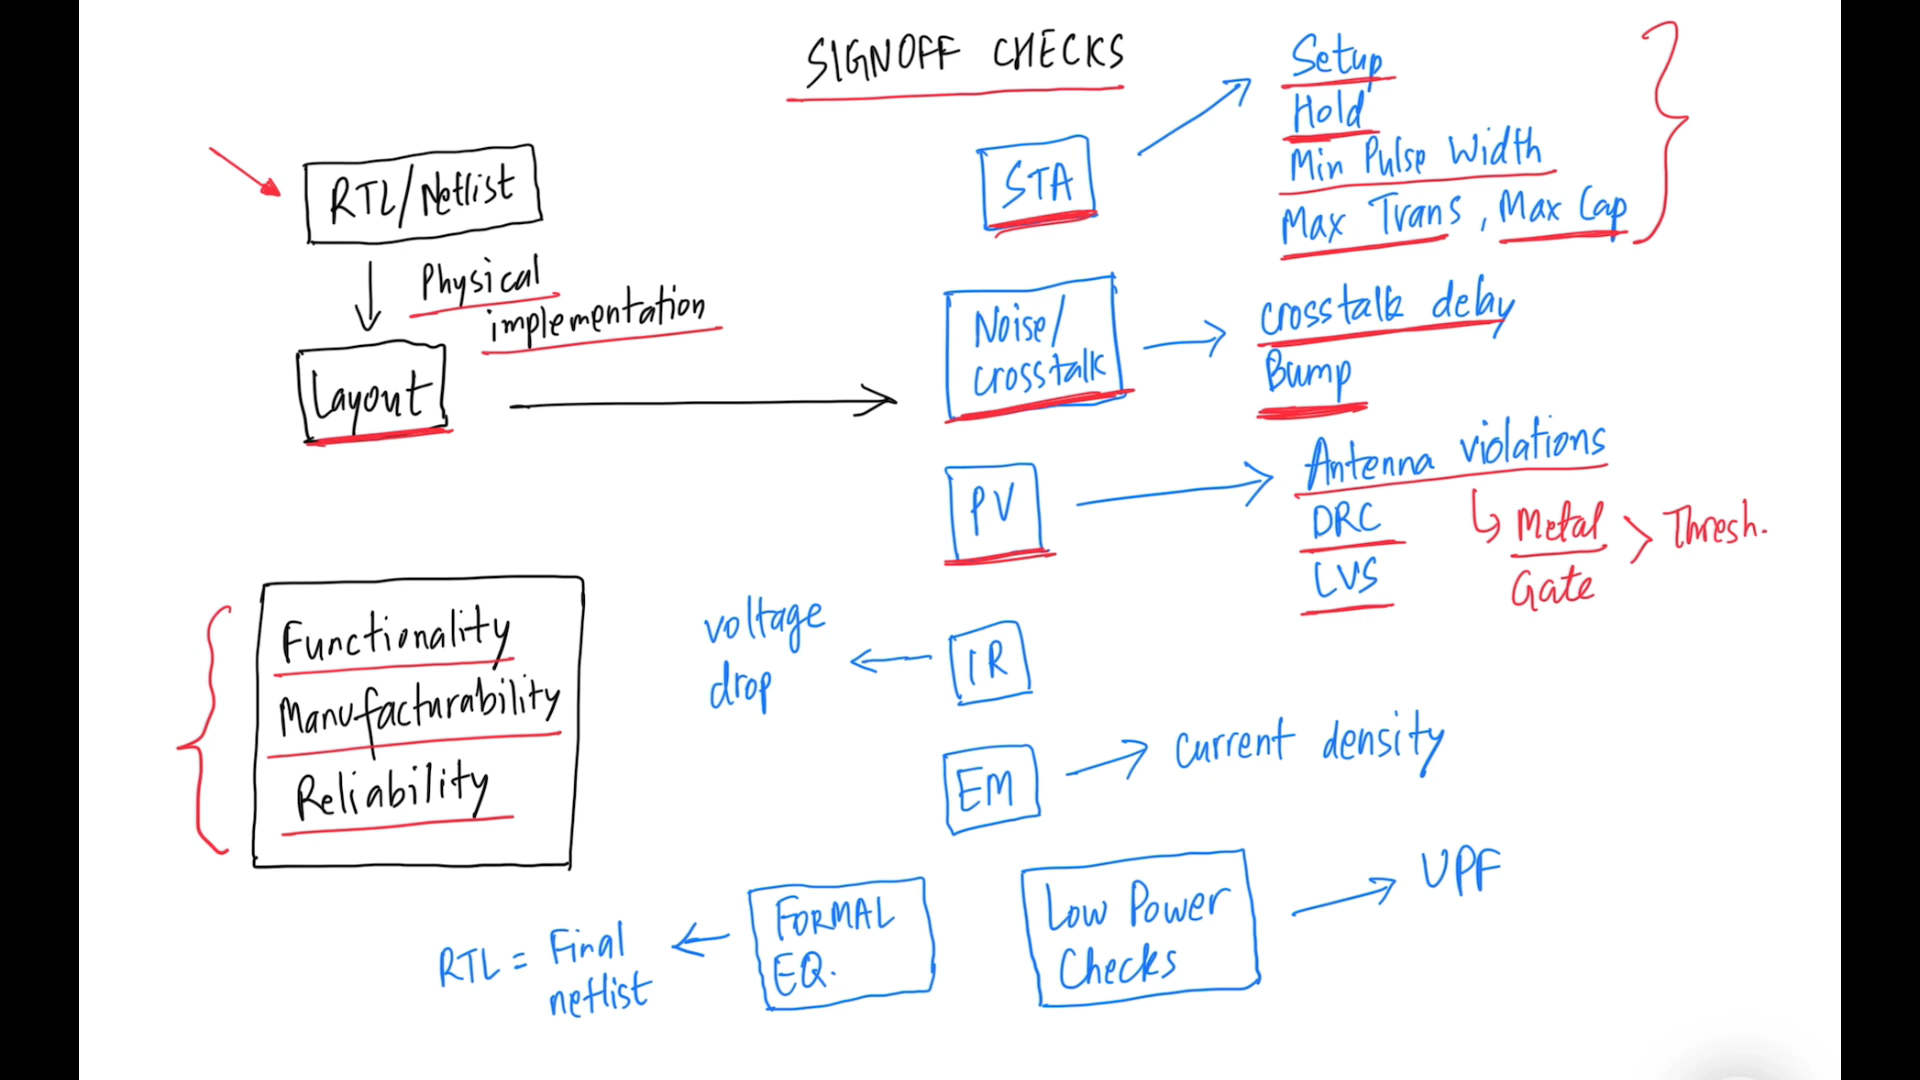 SIGNOFF CHECKS
RTL/Netlist
Physical
implementation
Layout
Functionality
Manufacturability
Reliability
STA
Setup
Hold
Min Pulse Width
Max Trans, Max Cap
Noise/
crosstalk
crosstalk delay
Bump
PV
Antenna violations
Metal
Gate
> Thresh.
DRC
LVS
IR
voltage
drop
EM
current density
FORMAL
EQ.
RTL = Final
netlist
Low Power
Checks
UPF